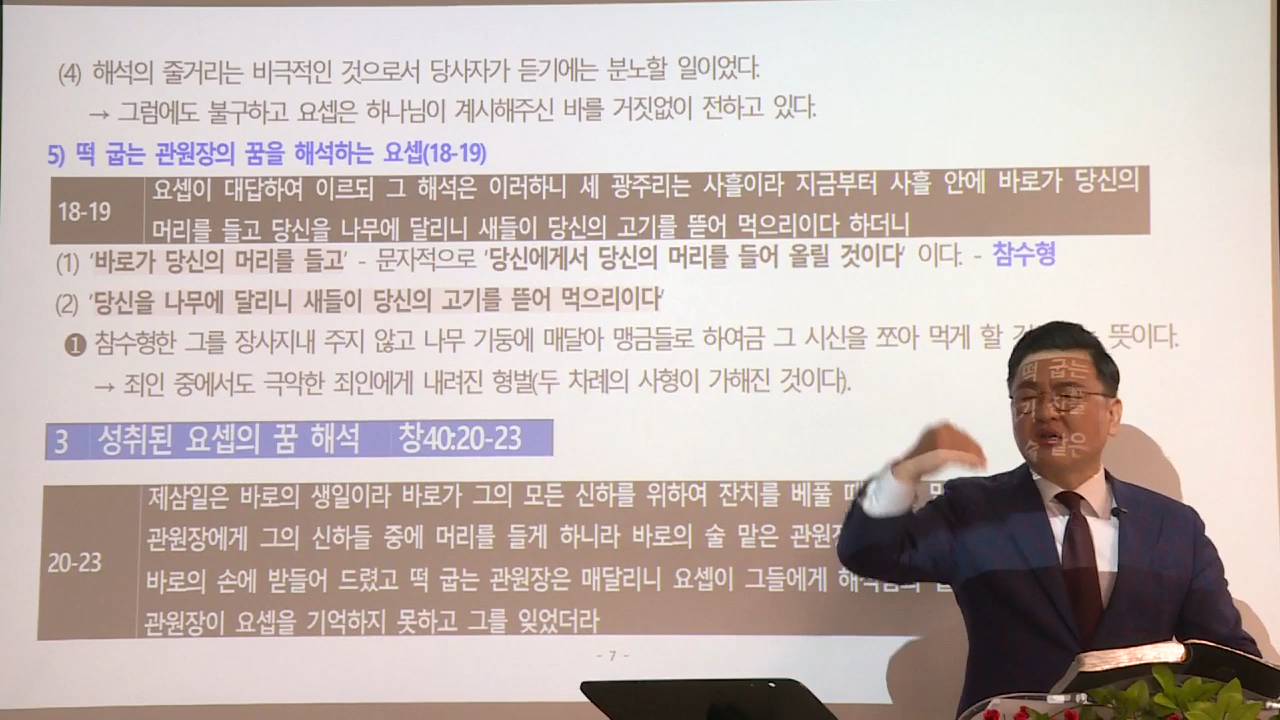 (4) 해석의 줄거리는 비극적인 것으로서 당사자가 듣기에는 분노할 일이었다.
→ 그럼에도 불구하고 요셉은 하나님이 계시해주신 바를 거짓없이 전하고 있다.
5) 떡 굽는 관원장의 꿈을 해석하는 요셉(18-19)
18-19
요셉이 대답하여 이르되 그 해석은 이러하니 세 광주리는 사흘이라 지금부터 사흘 안에 바로가 당신의
머리를 들고 당신을 나무에 달리니 새들이 당신의 고기를 뜯어 먹으리이다 하더니
(1) '바로가 당신의 머리를 들고' - 문자적으로 '당신에게서 당신의 머리를 들어 올릴 것이다' 이다. - 참수형
(2) '당신을 나무에 달리니 새들이 당신의 고기를 뜯어 먹으리이다'
❶ 참수형한 그를 장사지내 주지 않고 나무 기둥에 매달아 맹금들로 하여금 그 시신을 쪼아 먹게 할 뜻이다.
→ 죄인 중에서도 극악한 죄인에게 내려진 형벌(두 차례의 사형이 가해진 것이다).
3 성취된 요셉의 꿈 해석 창40:20-23
20-23
제삼일은 바로의 생일이라 바로가 그의 모든 신하를 위하여 잔치를 베풀
관원장에게 그의 신하들 중에 머리를 들게 하니라 바로의 술 맡은
바로의 손에 받들어 드렸고 떡 굽는 관원장은 매달리니 요셉이 그들에게
관원장이 요셉을 기억하지 못하고 그를 잊었더라
- 7 -
떡 굽는
맡은